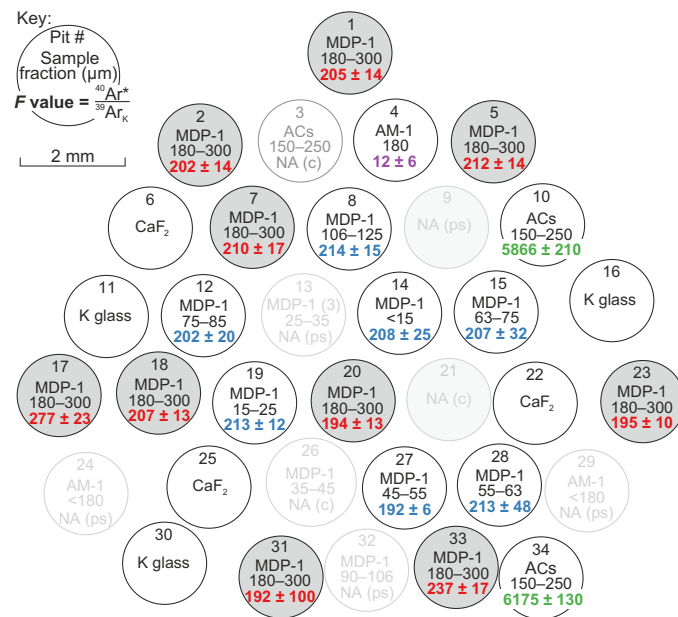 Key:
Pit #
Sample
fraction (μm)
F value = ⁴⁰Ar*
³⁹Arₖ
2 mm
1
MDP-1
180–300
205 ± 14
2
MDP-1
180–300
202 ± 14
3
ACs
150–250
NA (c)
4
AM-1
180
12 ± 6
5
MDP-1
180–300
212 ± 14
6
CaF₂
7
MDP-1
180–300
210 ± 17
8
MDP-1
106–125
214 ± 15
9
NA (ps)
10
ACs
150–250
5866 ± 210
11
K glass
12
MDP-1
75–85
202 ± 20
13
MDP-1 (3)
25–35
NA (ps)
14
MDP-1
<15
208 ± 25
15
MDP-1
63–75
207 ± 32
16
K glass
17
MDP-1
180–300
277 ± 23
18
MDP-1
180–300
207 ± 13
19
MDP-1
15–25
213 ± 12
20
MDP-1
180–300
194 ± 13
21
NA (c)
22
CaF₂
23
MDP-1
180–300
195 ± 10
24
AM-1
<180
NA (ps)
25
CaF₂
26
MDP-1
35–45
NA (c)
27
MDP-1
45–55
192 ± 6
28
MDP-1
55–63
213 ± 48
29
AM-1
<180
NA (ps)
30
K glass
31
MDP-1
180–300
192 ± 100
32
MDP-1
90–106
NA (ps)
33
MDP-1
180–300
237 ± 17
34
ACs
150–250
6175 ± 130